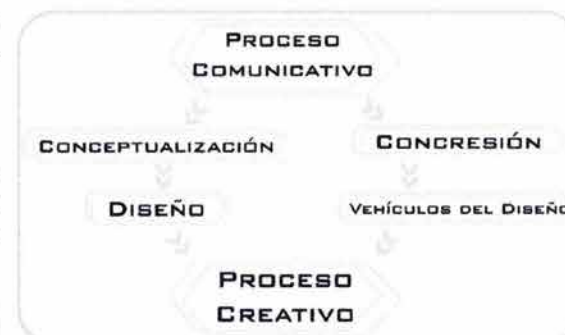 PROCESO
COMUNICATIVO
CONCEPTUALIZACIÓN
CONCRESIÓN
DISEÑO
VEHÍCULOS DEL DISEÑO
PROCESO
CREATIVO